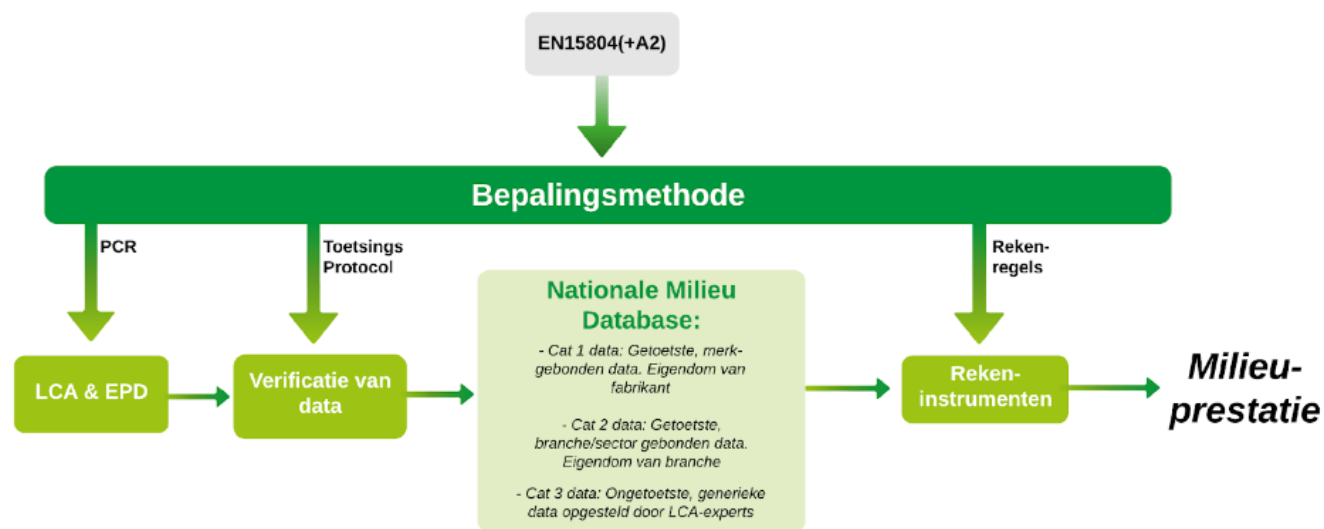 EN15804(+A2)
Bepalingsmethode
PCR
Toetsings
Protocol
Reken-
regels
LCA & EPD
Verificatie van
data
Nationale Milieu
Database:
- Cat 1 data: Getoetste, merk-
gebonden data. Eigendom van
fabrikant
- Cat 2 data: Getoetste,
branche/sector gebonden data.
Eigendom van branche
- Cat 3 data: Ongetoetste, generieke
data opgesteld door LCA-experts
Reken-
instrumenten
Milieu-
prestatie